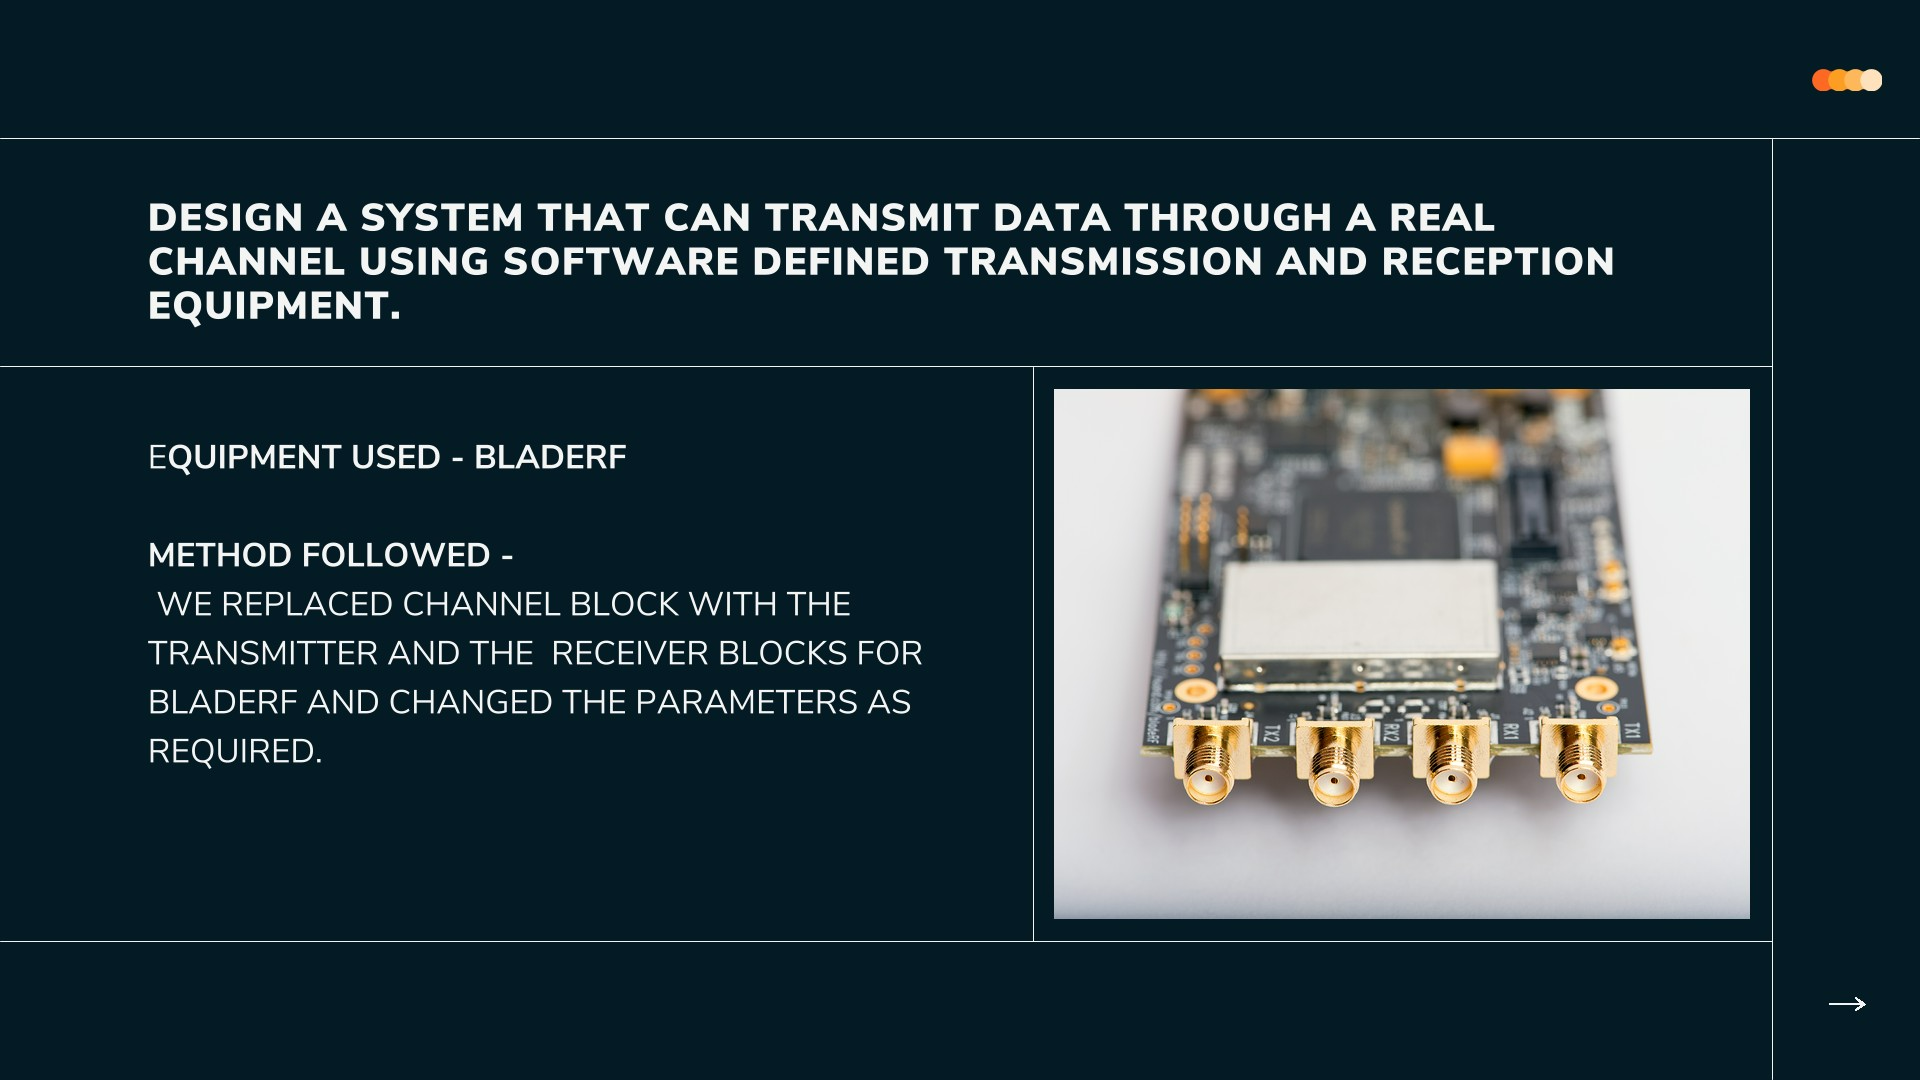 DESIGN A SYSTEM THAT CAN TRANSMIT DATA THROUGH A REAL
CHANNEL USING SOFTWARE DEFINED TRANSMISSION AND RECEPTION
EQUIPMENT.
EQUIPMENT USED - BLADERF
METHOD FOLLOWED -
WE REPLACED CHANNEL BLOCK WITH THE
TRANSMITTER AND THE RECEIVER BLOCKS FOR
BLADERF AND CHANGED THE PARAMETERS AS
REQUIRED.
TX2
RX2
RX1
TX1